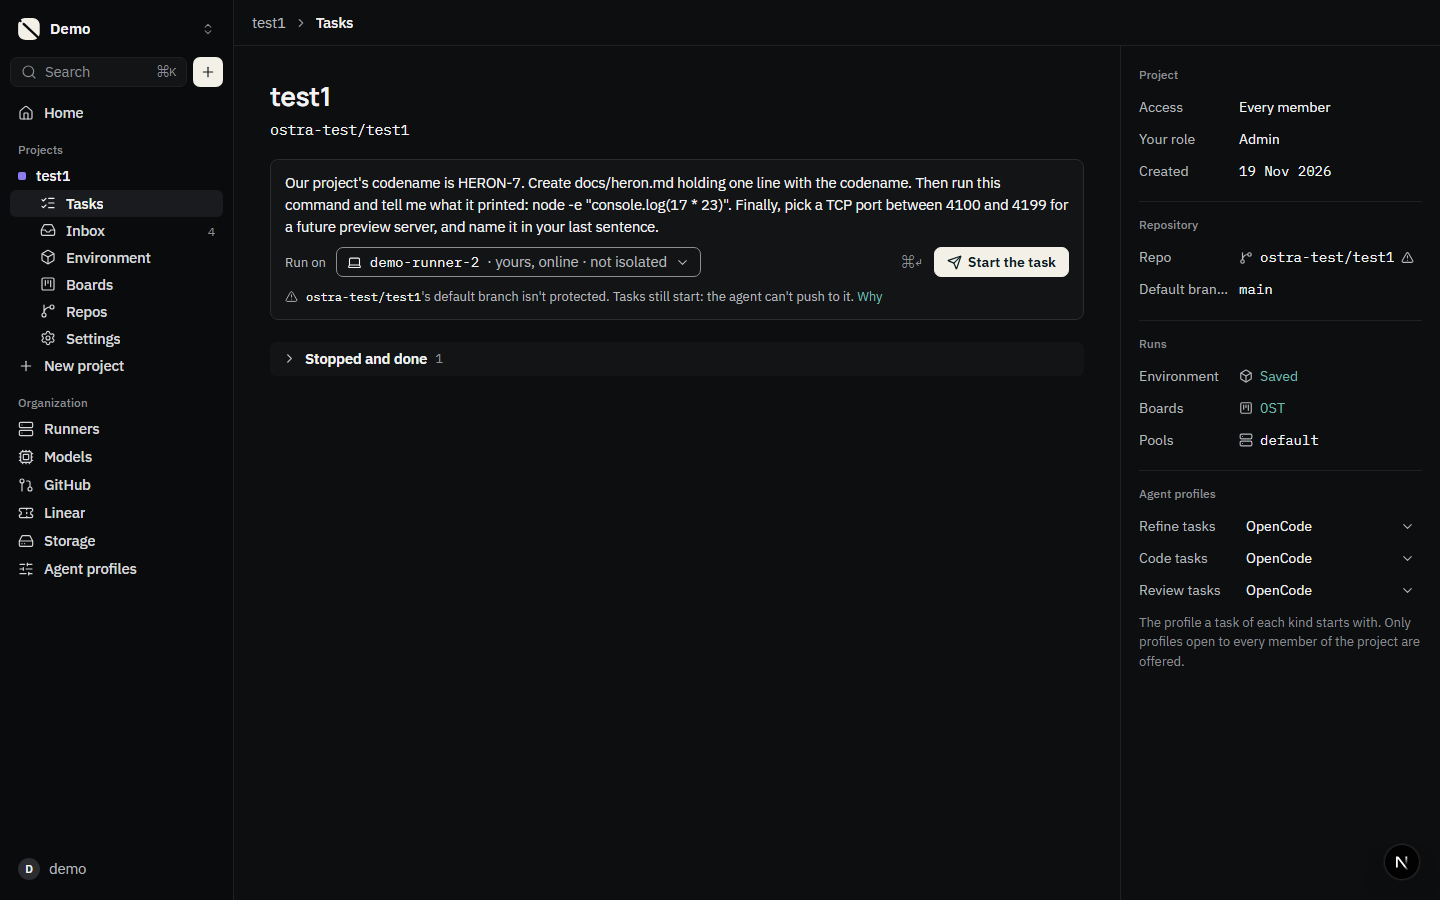 Demo
Search ⌘K
Home
Projects
test1
Tasks
Inbox 4
Environment
Boards
Repos
Settings
New project
Organization
Runners
Models
GitHub
Linear
Storage
Agent profiles
D demo
test1 > Tasks
test1
ostra-test/test1
Our project's codename is HERON-7. Create docs/heron.md holding one line with the codename. Then run this
command and tell me what it printed: node -e "console.log(17 * 23)". Finally, pick a TCP port between 4100 and 4199 for
a future preview server, and name it in your last sentence.
Run on demo-runner-2 · yours, online · not isolated ⌘↵ Start the task
ostra-test/test1's default branch isn't protected. Tasks still start: the agent can't push to it. Why
Stopped and done 1
Project
Access Every member
Your role Admin
Created 19 Nov 2026
Repository
Repo ostra-test/test1
Default bran... main
Runs
Environment Saved
Boards OST
Pools default
Agent profiles
Refine tasks OpenCode
Code tasks OpenCode
Review tasks OpenCode
The profile a task of each kind starts with. Only
profiles open to every member of the project are
offered.
N